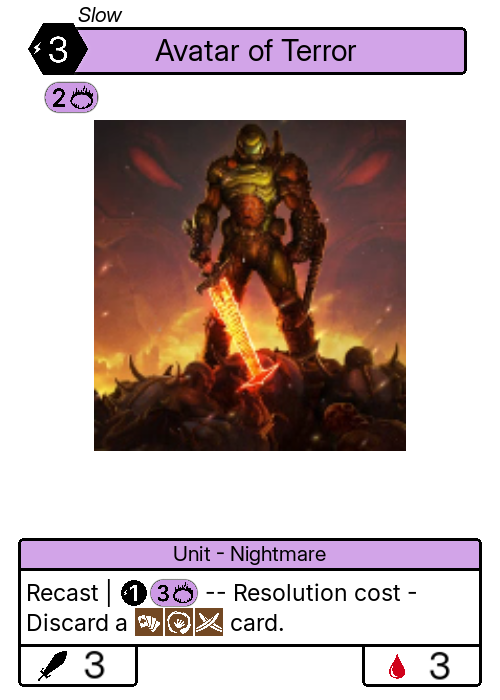 Slow
3 Avatar of Terror
2
Unit - Nightmare
Recast | 1 3 -- Resolution cost -
Discard a card.
3 3